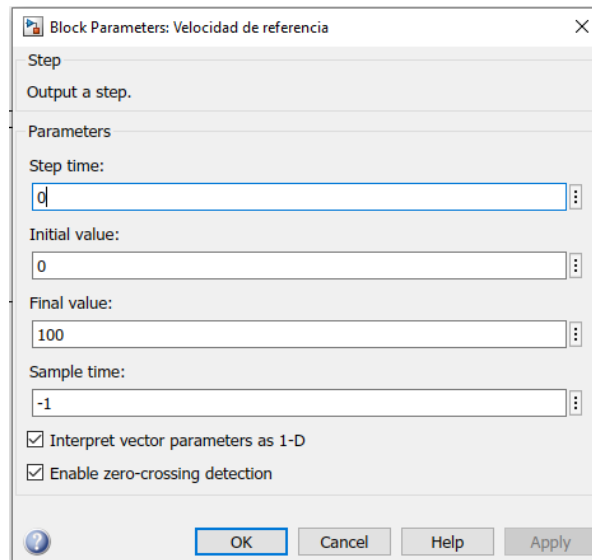 Block Parameters: Velocidad de referencia
Step
Output a step.
Parameters
Step time:
0
Initial value:
0
Final value:
100
Sample time:
-1
Interpret vector parameters as 1-D
Enable zero-crossing detection
? OK Cancel Help Apply